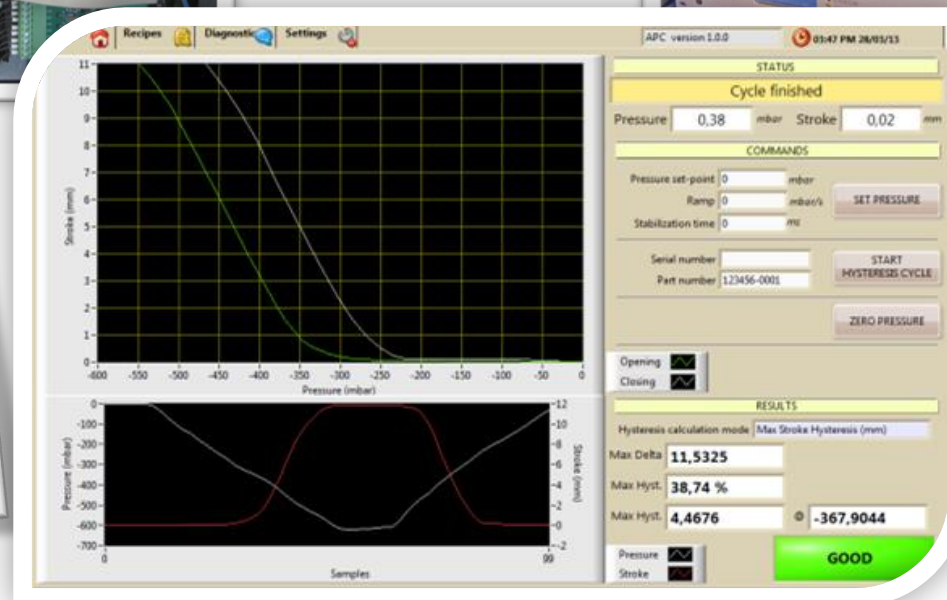 Recipes Diagnostic Settings
APC version 1.0.0 03:47 PM 28/03/13
11
10
9
8
7
6
5
4
3
2
1
0
Stroke (mm)
-600 -550 -500 -450 -400 -350 -300 -250 -200 -150 -100 -50 0
Pressure (mbar)
0
-100
-200
-300
-400
-500
-600
-700
Pressure (mbar)
12
10
8
6
4
2
0
-2
Stroke (mm)
0 99
Samples
STATUS
Cycle finished
Pressure 0,38 mbar Stroke 0,02 mm
COMMANDS
Pressure set-point 0 mbar
Ramp 0 mbar/s
SET PRESSURE
Stabilization time 0 ms
Serial number
START
HYSTERESIS CYCLE
Part number 123456-0001
ZERO PRESSURE
Opening
Closing
RESULTS
Hysteresis calculation mode Max Stroke Hysteresis (mm)
Max Delta 11,5325
Max Hyst. 38,74 %
Max Hyst. 4,4676 @ -367,9044
Pressure
Stroke
GOOD